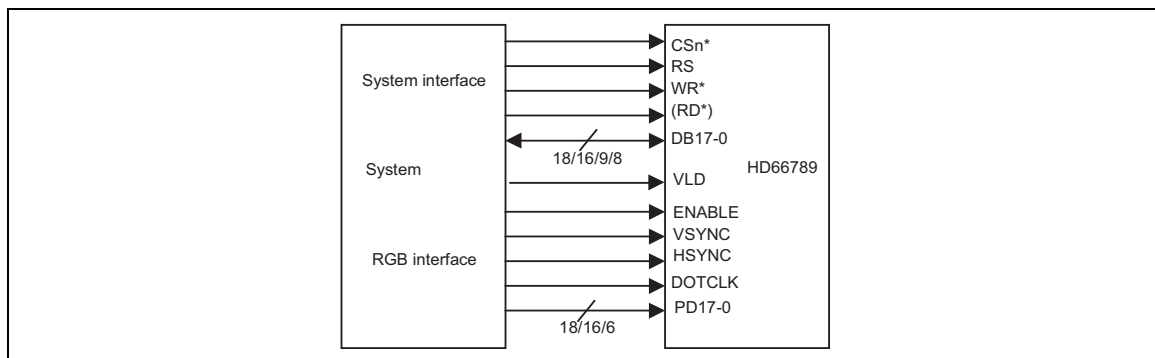 System interface
System
RGB interface
CSn*
RS
WR*
(RD*)
DB17-0
18/16/9/8
VLD
ENABLE
VSYNC
HSYNC
DOTCLK
PD17-0
18/16/6
HD66789